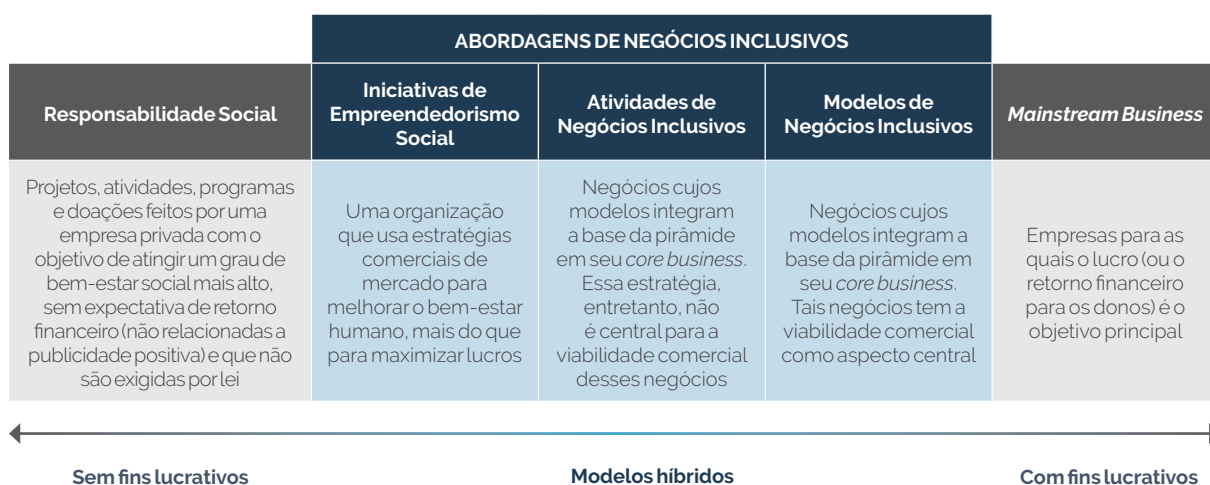 ABORDAGENS DE NEGÓCIOS INCLUSIVOS
Responsabilidade Social
Iniciativas de
Empreendedorismo
Social
Atividades de
Negócios Inclusivos
Modelos de
Negócios Inclusivos
Mainstream Business
Projetos, atividades, programas
e doações feitos por uma
empresa privada com o
objetivo de atingir um grau de
bem-estar social mais alto,
sem expectativa de retorno
financeiro (não relacionadas a
publicidade positiva) e que não
são exigidas por lei
Uma organização
que usa estratégias
comerciais de
mercado para
melhorar o bem-estar
humano, mais do que
para maximizar lucros
Negócios cujos
modelos integram
a base da pirâmide
em seu core business.
Essa estratégia,
entretanto, não
é central para a
viabilidade comercial
desses negócios
Negócios cujos
modelos integram a
base da pirâmide em
seu core business.
Tais negócios tem a
viabilidade comercial
como aspecto central
Empresas para as
quais o lucro (ou o
retorno financeiro
para os donos) é o
objetivo principal
Sem fins lucrativos
Modelos híbridos
Com fins lucrativos